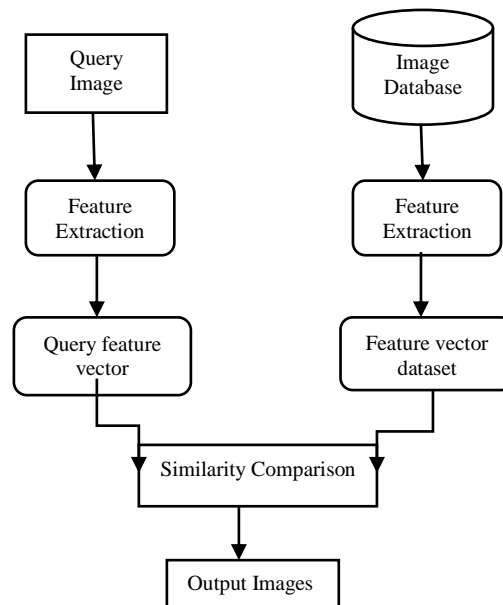 Query
Image
Image
Database
Feature
Extraction
Feature
Extraction
Query feature
vector
Feature vector
dataset
Similarity Comparison
Output Images